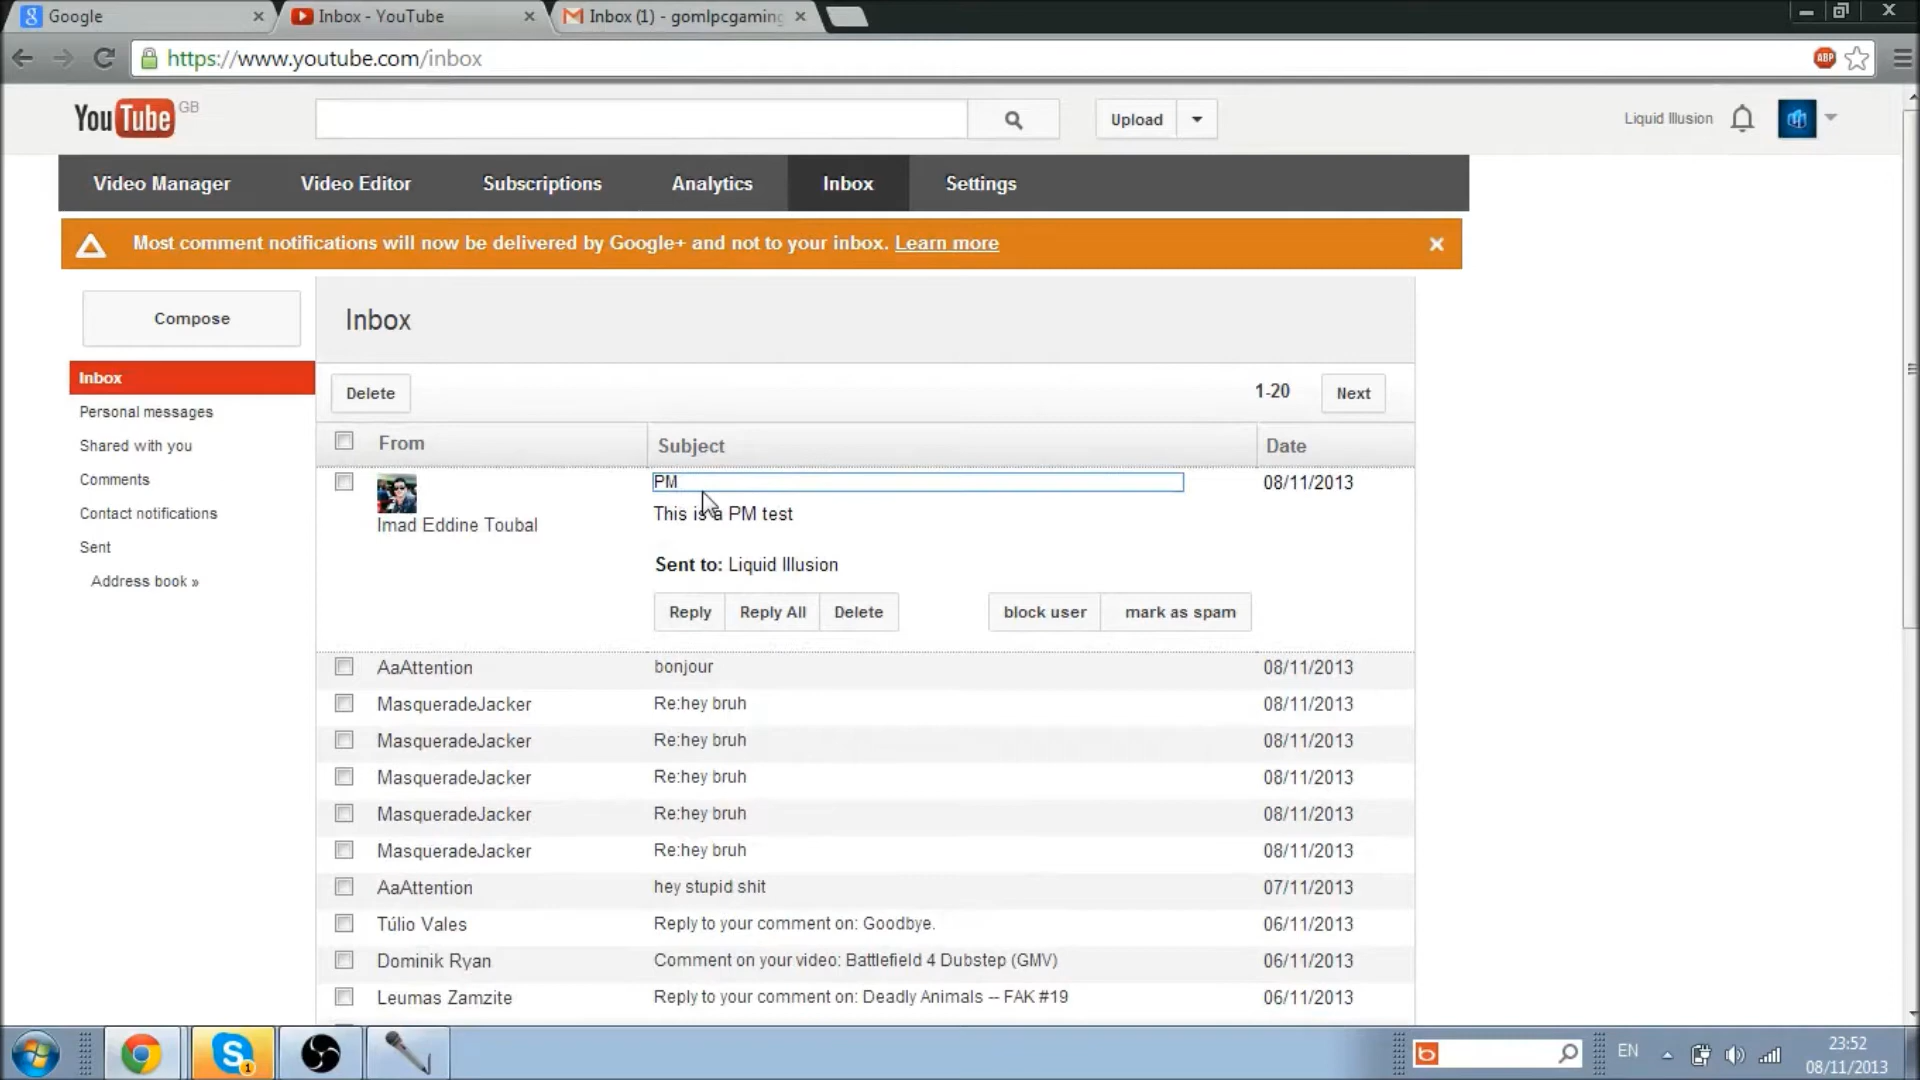 Google
Inbox - YouTube
Inbox (1) - gomlpcgaming
https://www.youtube.com/inbox
ABP
YouTube GB
Upload
Liquid Illusion
Video Manager
Video Editor
Subscriptions
Analytics
Inbox
Settings
Most comment notifications will now be delivered by Google+ and not to your inbox. Learn more
Compose
Inbox
Inbox
Personal messages
Shared with you
Comments
Contact notifications
Sent
Address book »
Delete
1-20
Next
From
Subject
Date
PM
08/11/2013
This is a PM test
Imad Eddine Toubal
Sent to: Liquid Illusion
Reply
Reply All
Delete
block user
mark as spam
AaAttention bonjour 08/11/2013
MasqueradeJacker Re:hey bruh 08/11/2013
MasqueradeJacker Re:hey bruh 08/11/2013
MasqueradeJacker Re:hey bruh 08/11/2013
MasqueradeJacker Re:hey bruh 08/11/2013
MasqueradeJacker Re:hey bruh 08/11/2013
AaAttention hey stupid shit 07/11/2013
Túlio Vales Reply to your comment on: Goodbye. 06/11/2013
Dominik Ryan Comment on your video: Battlefield 4 Dubstep (GMV) 06/11/2013
Leumas Zamzite Reply to your comment on: Deadly Animals -- FAK #19 06/11/2013
1
EN
23:52
08/11/2013